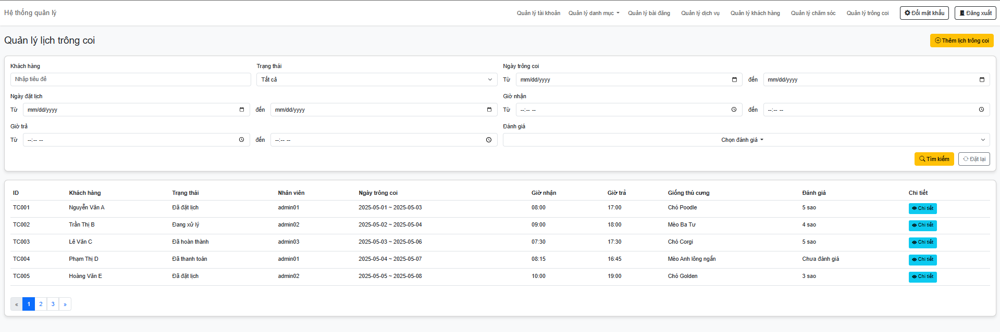 Hệ thống quản lý Quản lý tài khoản Quản lý danh mục Quản lý bài đăng Quản lý dịch vụ Quản lý khách hàng Quản lý chăm sóc Quản lý trông coi Đổi mật khẩu Đăng xuất
Quản lý lịch trông coi Thêm lịch trông coi
Khách hàng Trạng thái Ngày trông coi
Nhập tiêu đề Tất cả Từ mm/dd/yyyy đến mm/dd/yyyy
Ngày đặt lịch Giờ nhận
Từ mm/dd/yyyy đến mm/dd/yyyy Từ --:-- -- đến --:-- --
Giờ trả Đánh giá
Từ --:-- -- đến --:-- -- Chọn đánh giá
Tìm kiếm Đặt lại
ID Khách hàng Trạng thái Nhân viên Ngày trông coi Giờ nhận Giờ trả Giống thú cưng Đánh giá Chi tiết
TC001 Nguyễn Văn A Đã đặt lịch admin01 2025-05-01 ~ 2025-05-03 08:00 17:00 Chó Poodle 5 sao Chi tiết
TC002 Trần Thị B Đang xử lý admin02 2025-05-02 ~ 2025-05-04 09:00 18:00 Mèo Ba Tư 4 sao Chi tiết
TC003 Lê Văn C Đã hoàn thành admin03 2025-05-03 ~ 2025-05-06 07:30 17:30 Chó Corgi 5 sao Chi tiết
TC004 Phạm Thị D Đã thanh toán admin01 2025-05-04 ~ 2025-05-07 08:15 16:45 Mèo Anh lông ngắn Chưa đánh giá Chi tiết
TC005 Hoàng Văn E Đã đặt lịch admin02 2025-05-05 ~ 2025-05-08 10:00 19:00 Chó Golden 3 sao Chi tiết
« 1 2 3 »